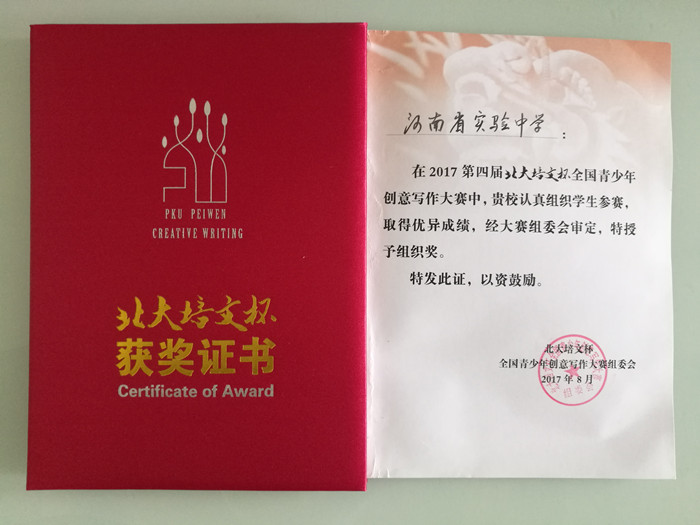 PKU PEIWEN
CREATIVE WRITING
北大培文杯
获奖证书
Certificate of Award
河南省实验中学：
在2017第四届北大培文杯全国青少年
创意写作大赛中，贵校认真组织学生参赛，
取得优异成绩，经大赛组委会审定，特授
予组织奖。
特发此证，以资鼓励。
北大培文杯
全国青少年创意写作大赛组委会
2017年8月